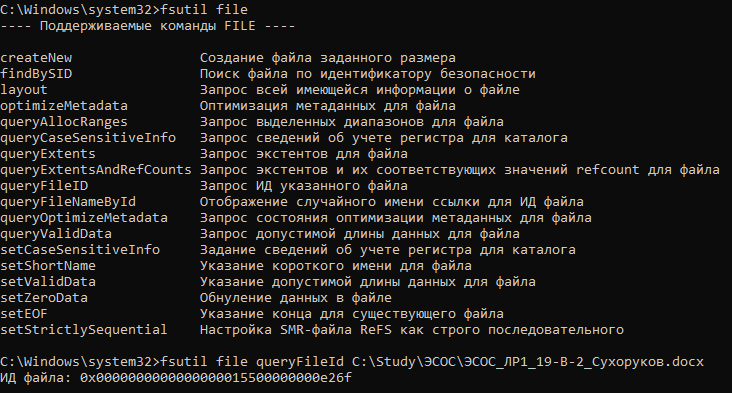 C:\Windows\system32>fsutil file
---- Поддерживаемые команды FILE ----
createNew Создание файла заданного размера
findBySID Поиск файла по идентификатору безопасности
layout Запрос всей имеющейся информации о файле
optimizeMetadata Оптимизация метаданных для файла
queryAllocRanges Запрос выделенных диапазонов для файла
queryCaseSensitiveInfo Запрос сведений об учете регистра для каталога
queryExtents Запрос экстентов для файла
queryExtentsAndRefCounts Запрос экстентов и их соответствующих значений refcount для файла
queryFileID Запрос ИД указанного файла
queryFileNameById Отображение случайного имени ссылки для ИД файла
queryOptimizeMetadata Запрос состояния оптимизации метаданных для файла
queryValidData Запрос допустимой длины данных для файла
setCaseSensitiveInfo Задание сведений об учете регистра для каталога
setShortName Указание короткого имени для файла
setValidData Указание допустимой длины данных для файла
setZeroData Обнуление данных в файле
setEOF Указание конца для существующего файла
setStrictlySequential Настройка SMR-файла ReFS как строго последовательного
C:\Windows\system32>fsutil file queryFileId C:\Study\ЭСОС\ЭСОС_ЛР1_19-В-2_Сухоруков.docx
ИД файла: 0x0000000000000000015500000000e26f